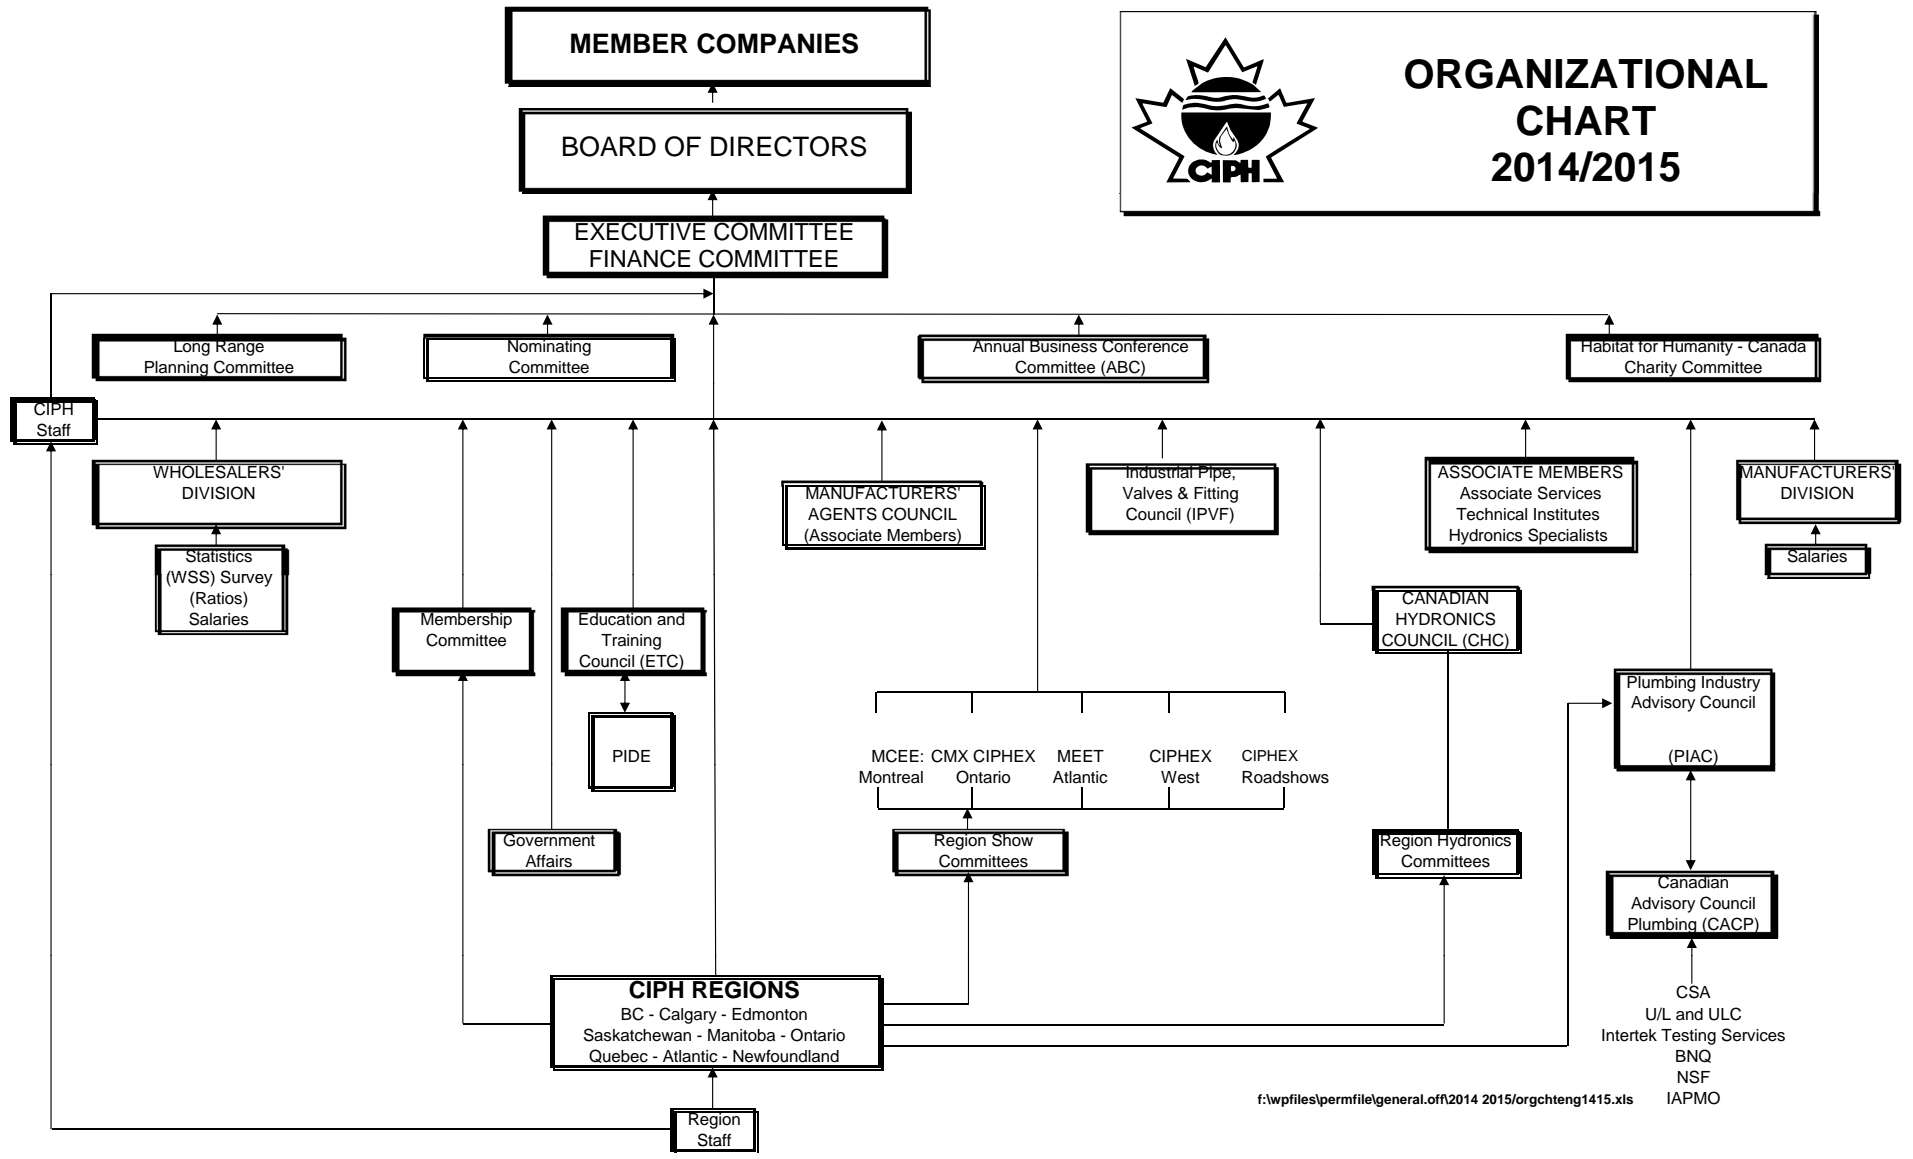 MEMBER COMPANIES
CIPH
ORGANIZATIONAL
CHART
2014/2015
BOARD OF DIRECTORS
EXECUTIVE COMMITTEE
FINANCE COMMITTEE
Long Range
Planning Committee
Nominating
Committee
Annual Business Conference
Committee (ABC)
Habitat for Humanity - Canada
Charity Committee
CIPH
Staff
WHOLESALERS'
DIVISION
MANUFACTURERS'
AGENTS COUNCIL
(Associate Members)
Industrial Pipe,
Valves & Fitting
Council (IPVF)
ASSOCIATE MEMBERS
Associate Services
Technical Institutes
Hydronics Specialists
MANUFACTURERS'
DIVISION
Statistics
(WSS) Survey
(Ratios)
Salaries
Salaries
Membership
Committee
Education and
Training
Council (ETC)
CANADIAN
HYDRONICS
COUNCIL (CHC)
Plumbing Industry
Advisory Council
(PIAC)
PIDE
MCEE:
Montreal
CMX CIPHEX
Ontario
MEET
Atlantic
CIPHEX
West
CIPHEX
Roadshows
Government
Affairs
Region Show
Committees
Region Hydronics
Committees
Canadian
Advisory Council
Plumbing (CACP)
CIPH REGIONS
BC - Calgary - Edmonton
Saskatchewan - Manitoba - Ontario
Quebec - Atlantic - Newfoundland
CSA
U/L and ULC
Intertek Testing Services
BNQ
NSF
IAPMO
f:\wpfiles\permfile\general.off\2014 2015/orgchteng1415.xls
Region
Staff